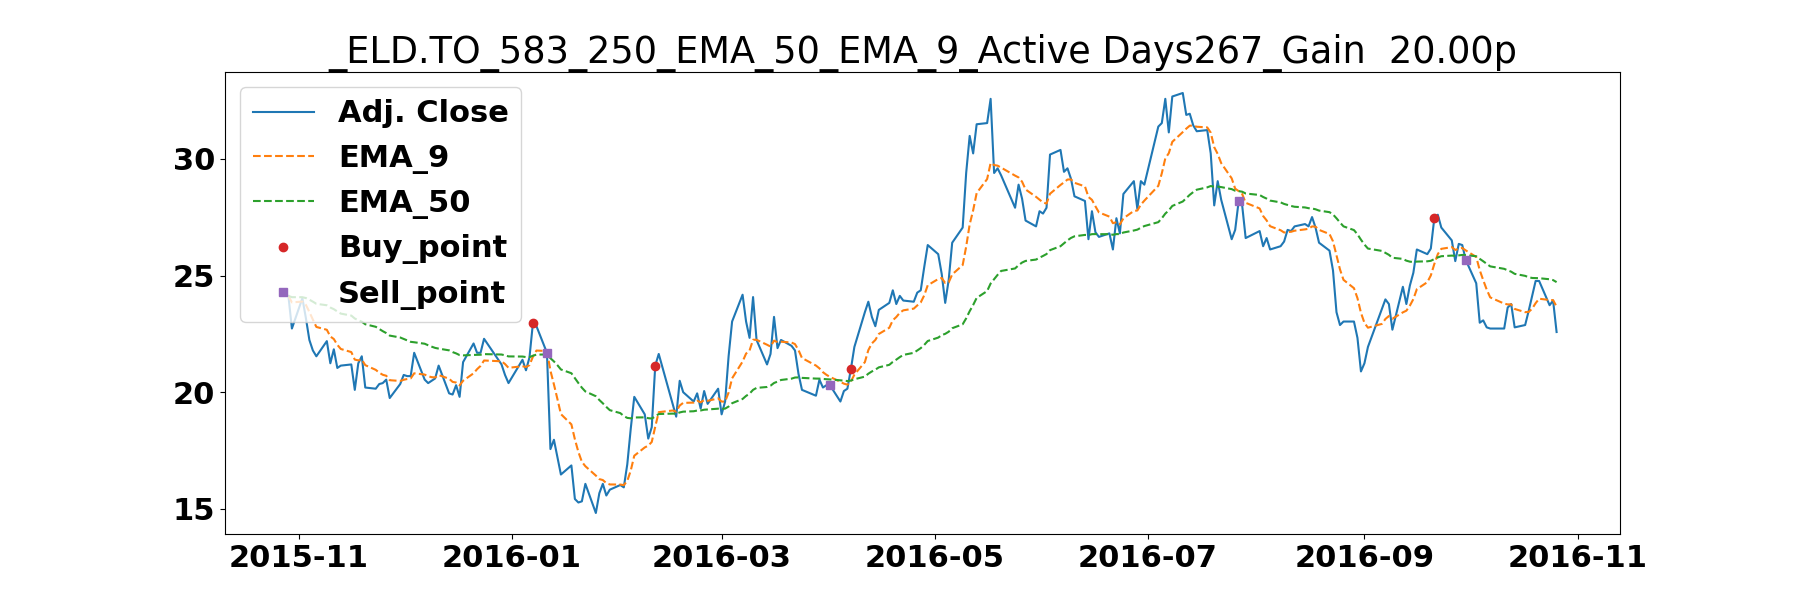 _ELD.TO_583_250_EMA_50_EMA_9_Active Days267_Gain  20.00p
Adj. Close
EMA_9
EMA_50
Buy_point
Sell_point
30
25
20
15
2015-11
2016-01
2016-03
2016-05
2016-07
2016-09
2016-11